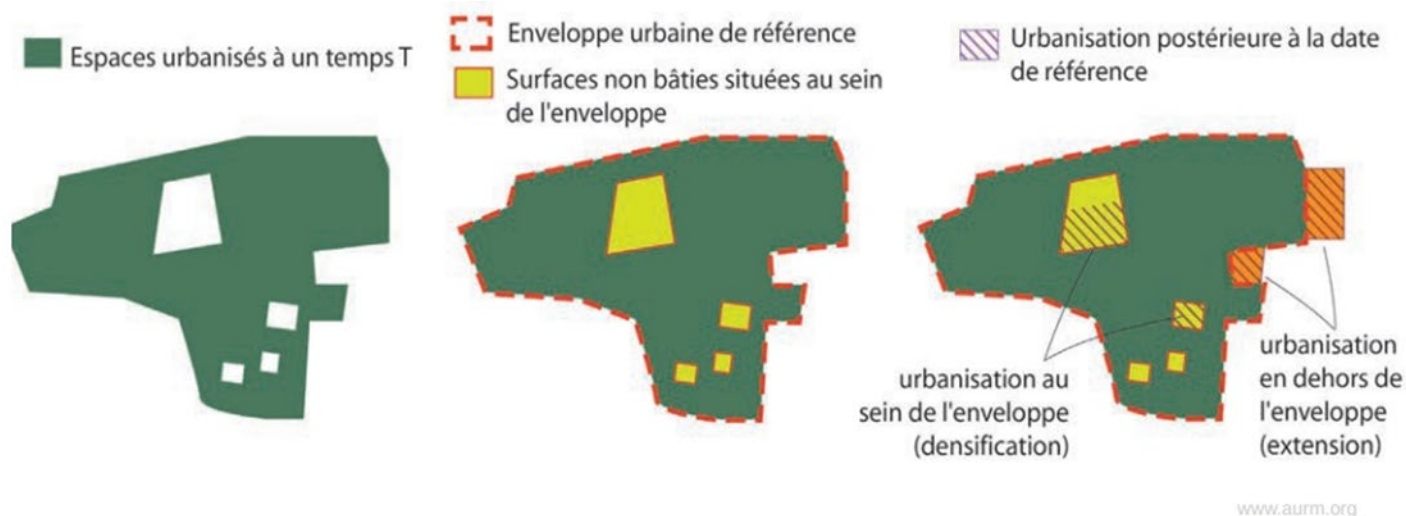 Espaces urbanisés à un temps T
Enveloppe urbaine de référence
Surfaces non bâties situées au sein
de l'enveloppe
Urbanisation postérieure à la date
de référence
urbanisation au
sein de l'enveloppe
(densification)
urbanisation
en dehors de
l'enveloppe
(extension)
www.aurm.org